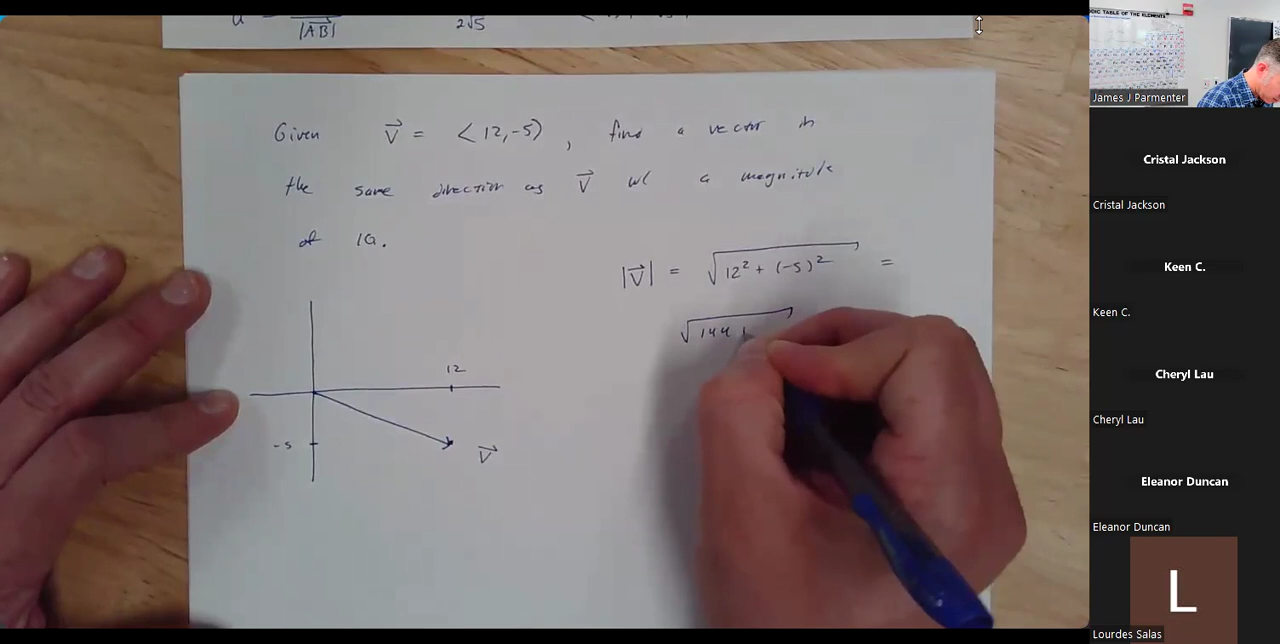 |AB|
2√5
Given V = <12,-5), find a vector in
the same direction as V w/ a magnitude
of 10.
|V| = √12² + (-5)² =
√144 +
12
-5
V
James J Parmenter
Cristal Jackson
Cristal Jackson
Keen C.
Keen C.
Cheryl Lau
Cheryl Lau
Eleanor Duncan
Eleanor Duncan
L
Lourdes Salas